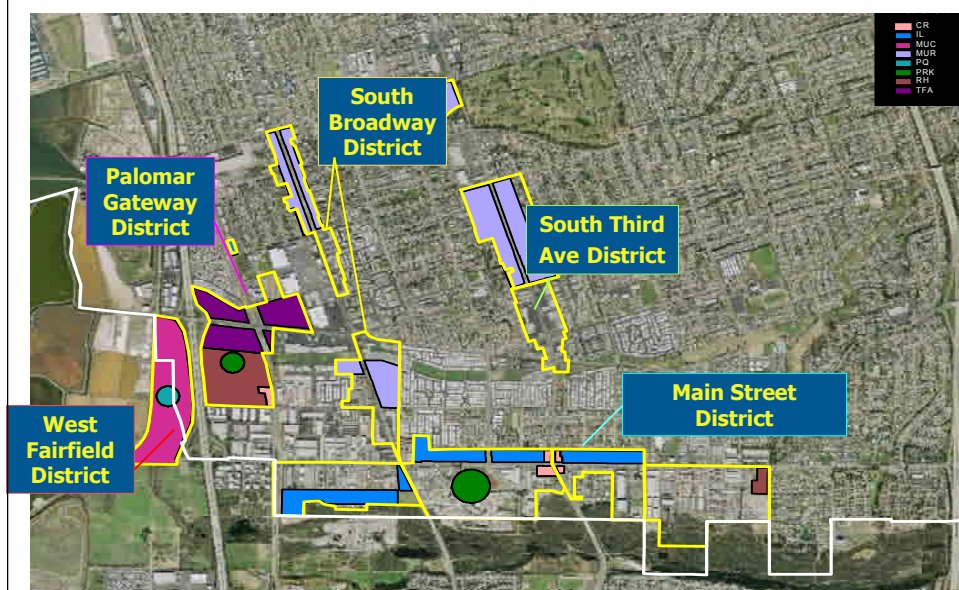 CR
IL
MUC
MUR
PQ
PRK
RH
TFA
South
Broadway
District
Palomar
Gateway
District
South Third
Ave District
Main Street
District
West
Fairfield
District